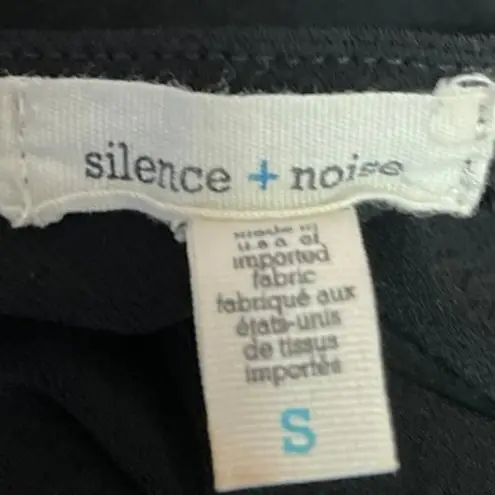 silence + noise
made in
u.s.a. of
imported
fabric
fabriqué aux
états-unis
de tissus
importés
S